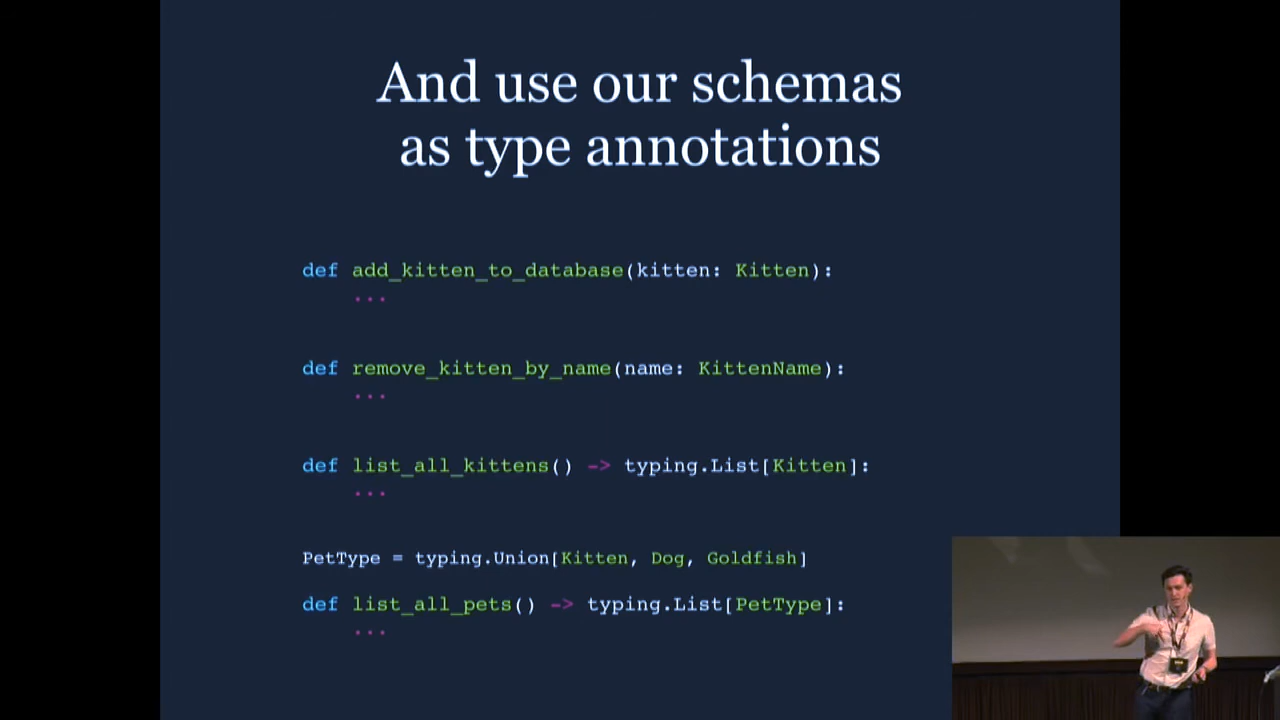 And use our schemas
as type annotations
def add_kitten_to_database(kitten: Kitten):
...
def remove_kitten_by_name(name: KittenName):
...
def list_all_kittens() -> typing.List[Kitten]:
...
PetType = typing.Union[Kitten, Dog, Goldfish]
def list_all_pets() -> typing.List[PetType]:
...